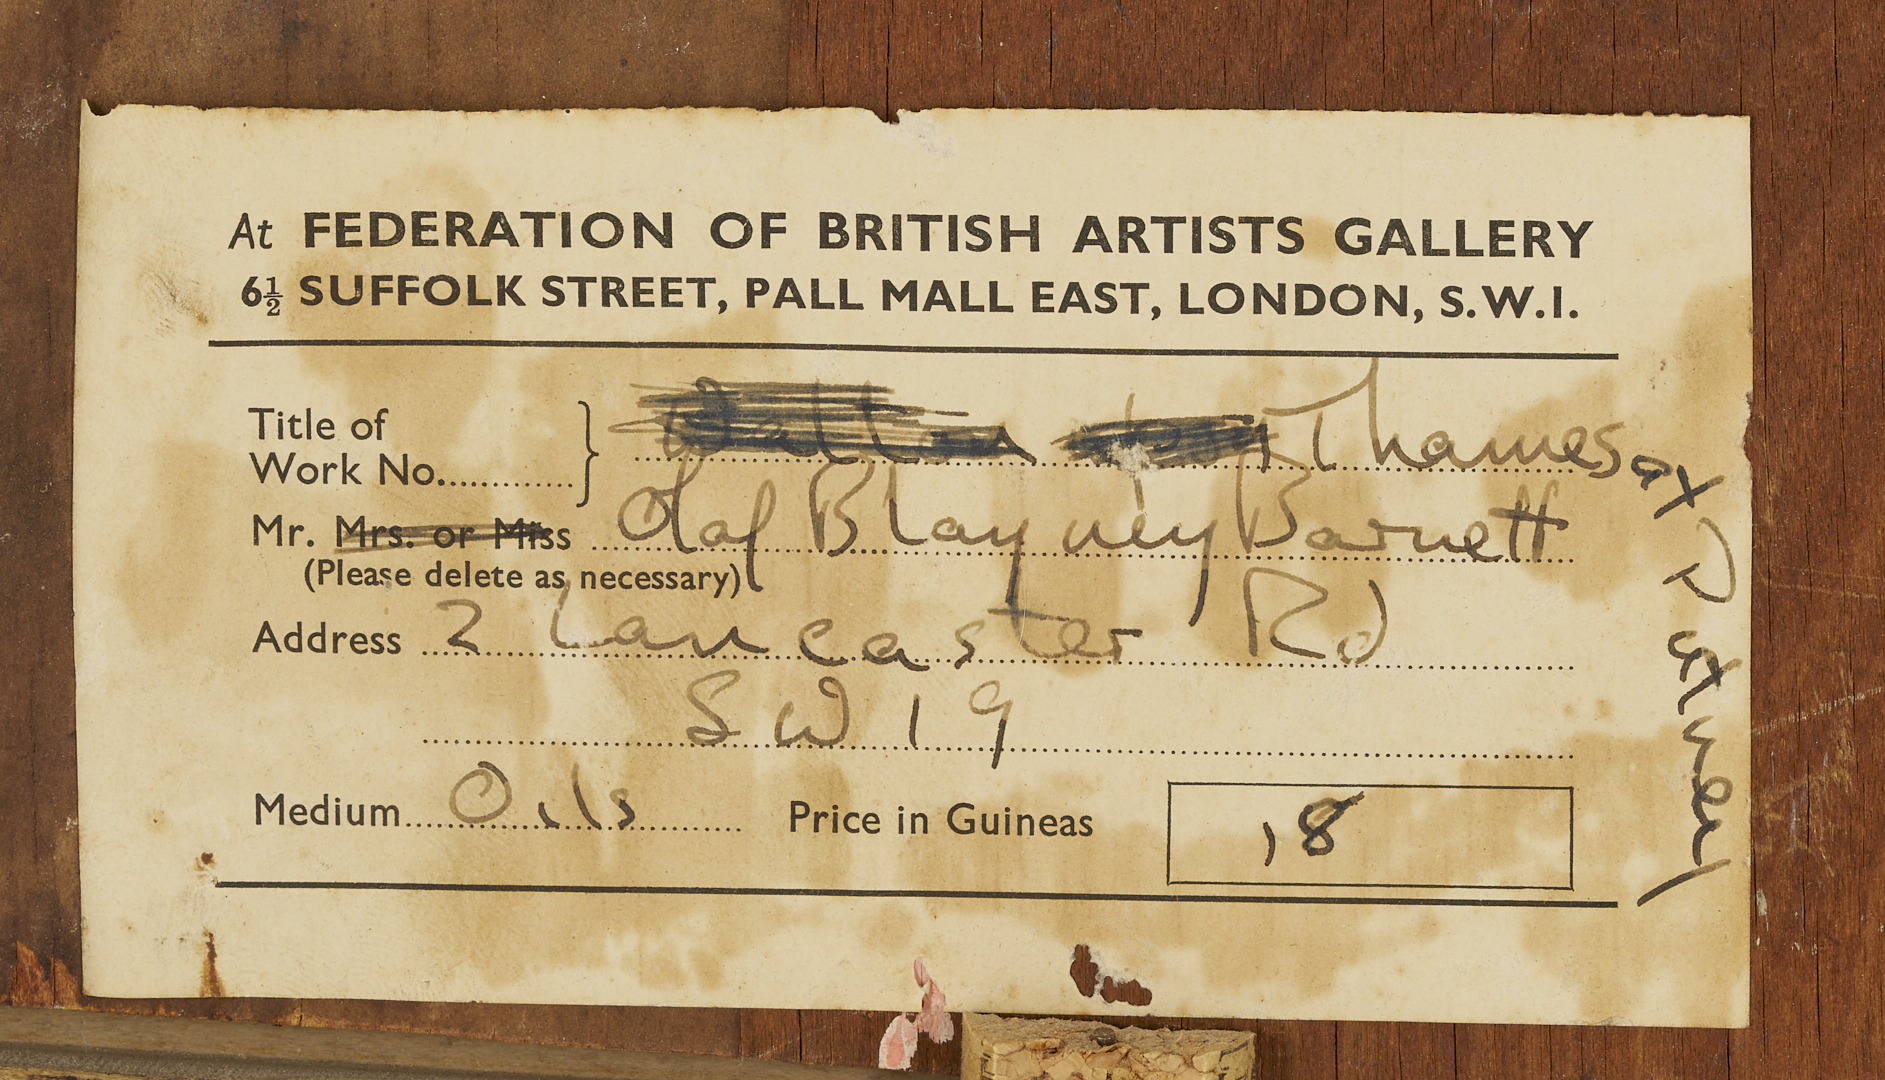 At FEDERATION OF BRITISH ARTISTS GALLERY
6½ SUFFOLK STREET, PALL MALL EAST, LONDON, S.W.1.
Title of
Work No.............
Thames at Putney
Mr. Mrs. or Miss Olaf Blayney Barnett
(Please delete as necessary)
Address 2 Lancaster Rd
SW19
Medium Oils Price in Guineas 18